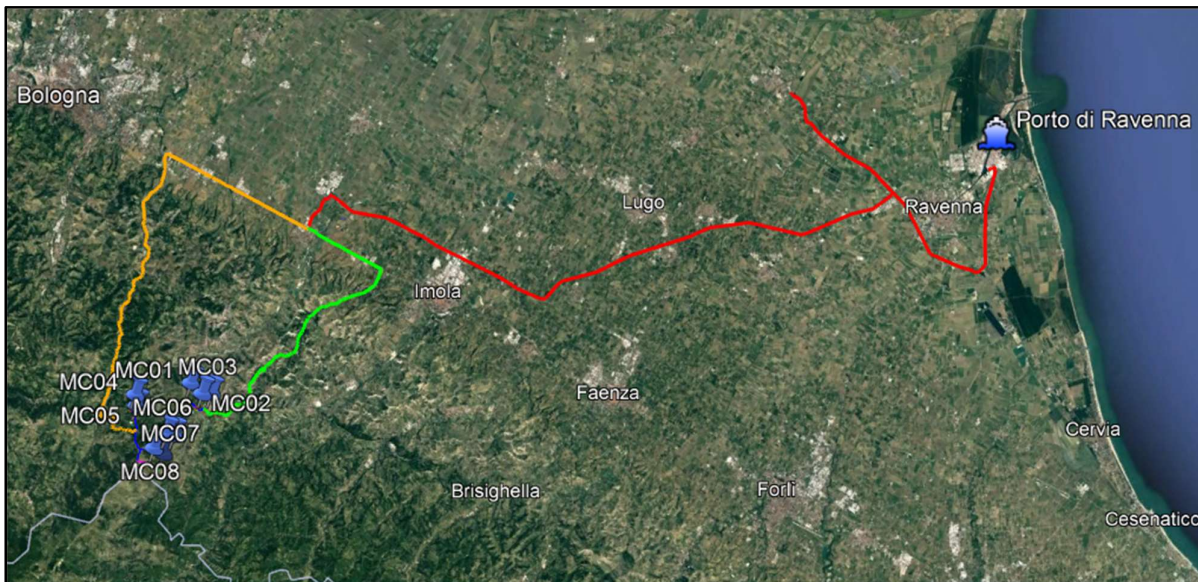 Bologna
Porto di Ravenna
Lugo
Ravenna
Imola
MC01
MC03
MC04
Faenza
MC02
MC06
MC05
Cervia
MC07
MC08
Brisighella
Forlì
Cesenatico